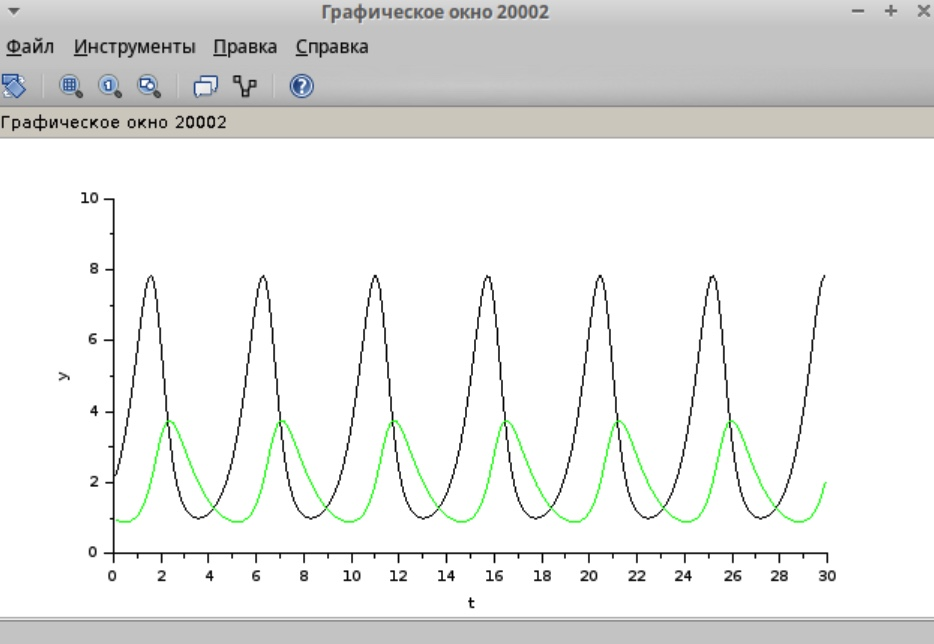 Графическое окно 20002
Файл Инструменты Правка Справка
Графическое окно 20002
10
8
6
4
2
0
y
0 2 4 6 8 10 12 14 16 18 20 22 24 26 28 30
t